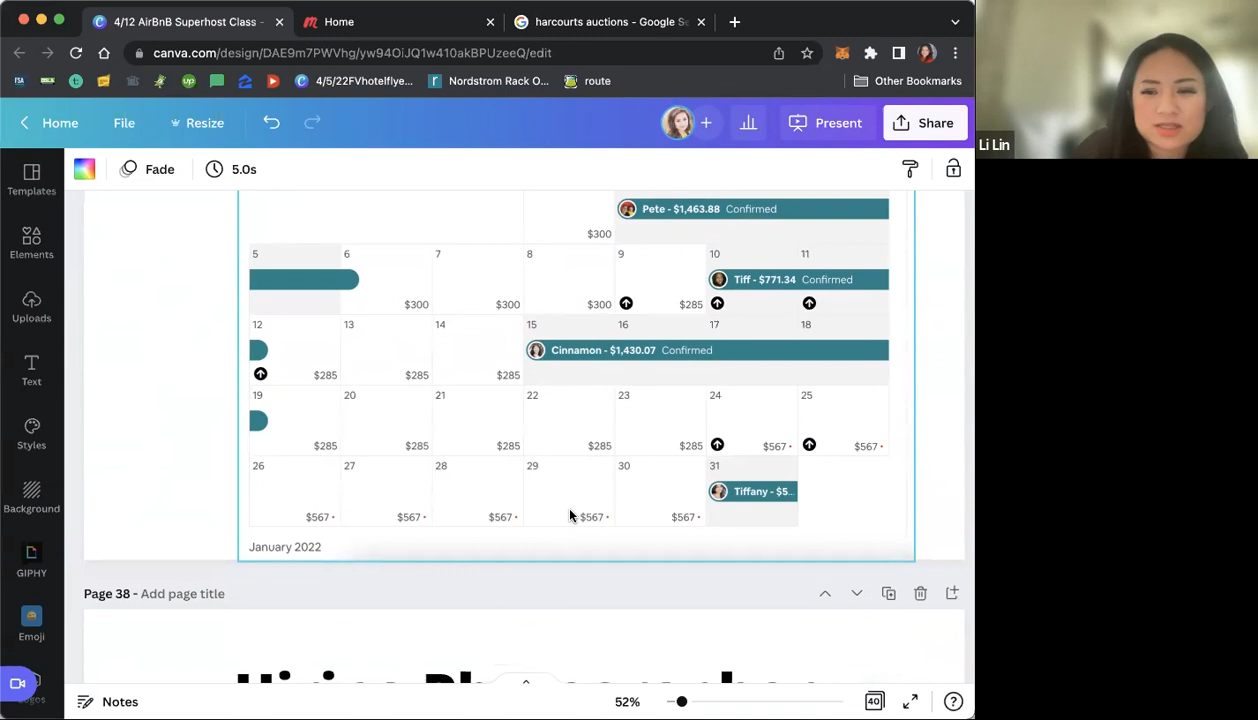 4/12 AirBnB Superhost Class -
Home
harcourts auctions - Google Se
canva.com/design/DAE9m7PWVhg/yw94OiJQ1w410akBPUzeeQ/edit
4/5/22FVhotelflye...
Nordstrom Rack O...
route
Other Bookmarks
Home
File
Resize
Present
Share
Li Lin
Templates
Fade
5.0s
Elements
Uploads
Text
Styles
Background
GIPHY
Emoji
Pete - $1,463.88 Confirmed
$300
5 6 7 8 9 10 11
Tiff - $771.34 Confirmed
$300 $300 $300 $285
12 13 14 15 16 17 18
Cinnamon - $1,430.07 Confirmed
$285 $285 $285
19 20 21 22 23 24 25
$285 $285 $285 $285 $285 $567 • $567 •
26 27 28 29 30 31
Tiffany - $5...
$567 • $567 • $567 • $567 • $567 •
January 2022
Page 38 - Add page title
Notes
52%
40